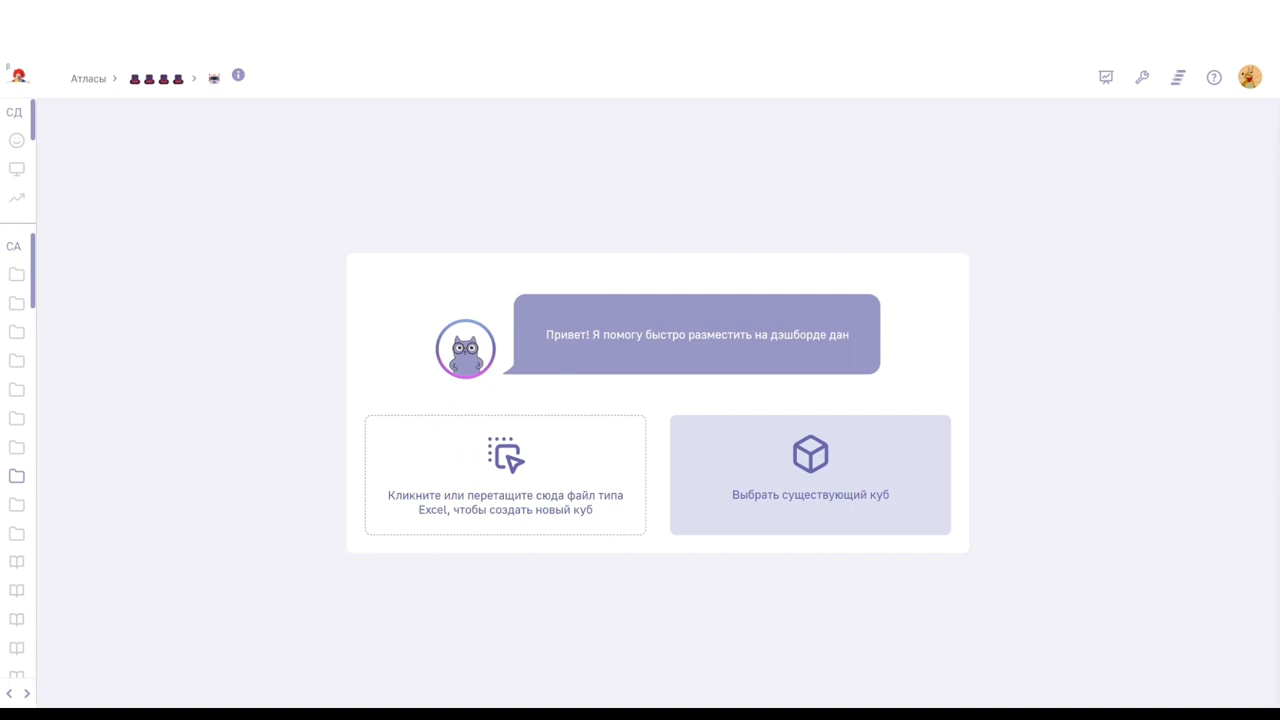 β
Атласы
СД
СА
Привет! Я помогу быстро разместить на дэшборде дан
Кликните или перетащите сюда файл типа
Excel, чтобы создать новый куб
Выбрать существующий куб